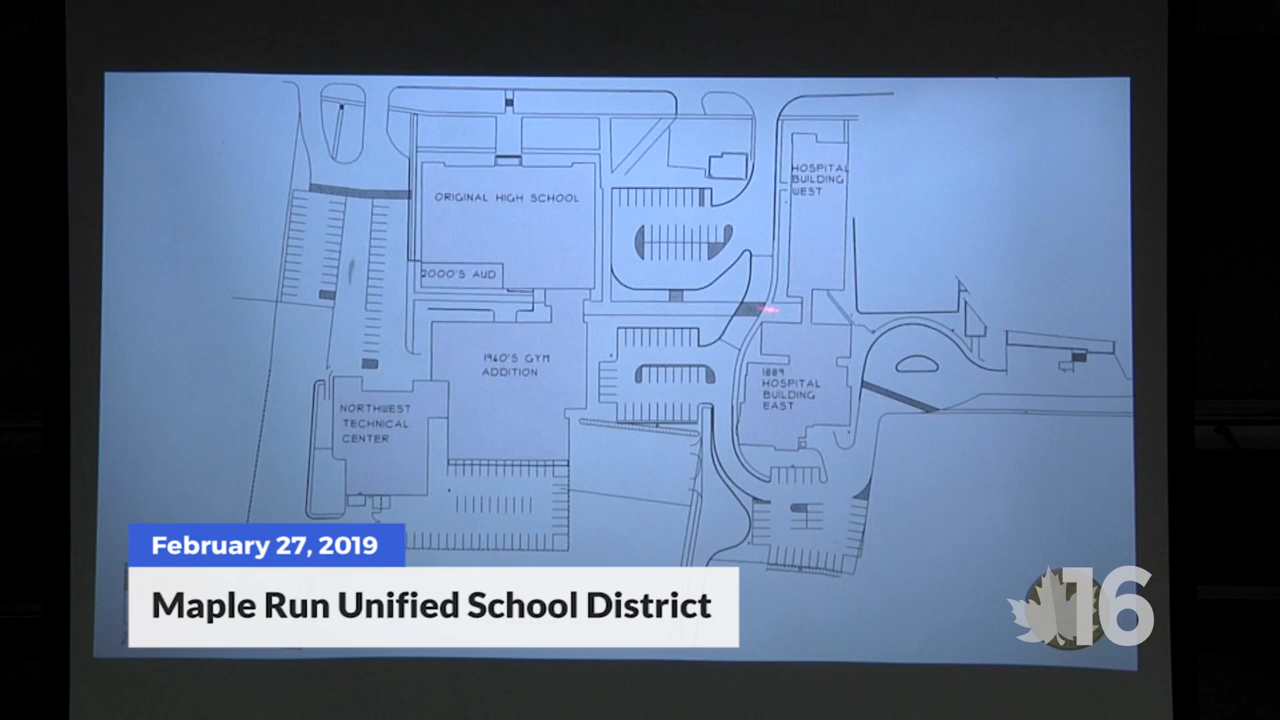 ORIGINAL HIGH SCHOOL
2000'S AUD
1960'S GYM
ADDITION
NORTHWEST
TECHNICAL
CENTER
HOSPITAL
BUILDING
WEST
1889
HOSPITAL
BUILDING
EAST
February 27, 2019
Maple Run Unified School District
16